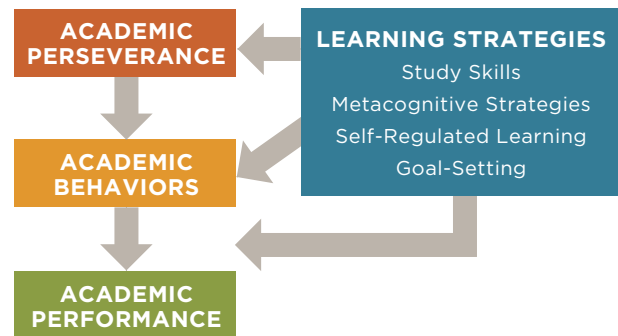 ACADEMIC
PERSEVERANCE
LEARNING STRATEGIES
Study Skills
Metacognitive Strategies
Self-Regulated Learning
Goal-Setting
ACADEMIC
BEHAVIORS
ACADEMIC
PERFORMANCE